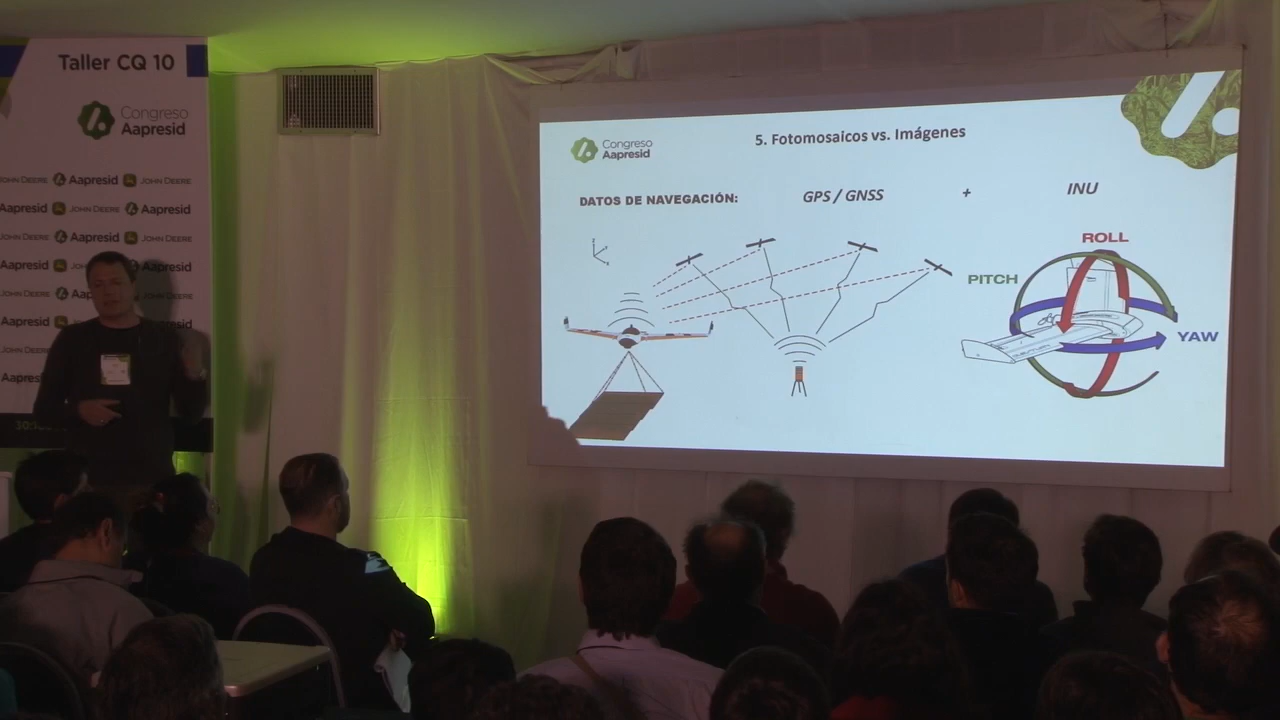 Taller CQ 10
Congreso
Aapresid
JOHN DEERE Aapresid JOHN DEERE
Aapresid JOHN DEERE Aapresid
JOHN DEERE Aapresid JOHN DEERE
Aapresid Aapresid
Aapresid
Congreso
Aapresid
5. Fotomosaicos vs. Imágenes
DATOS DE NAVEGACIÓN: GPS / GNSS + INU
ROLL
PITCH
YAW